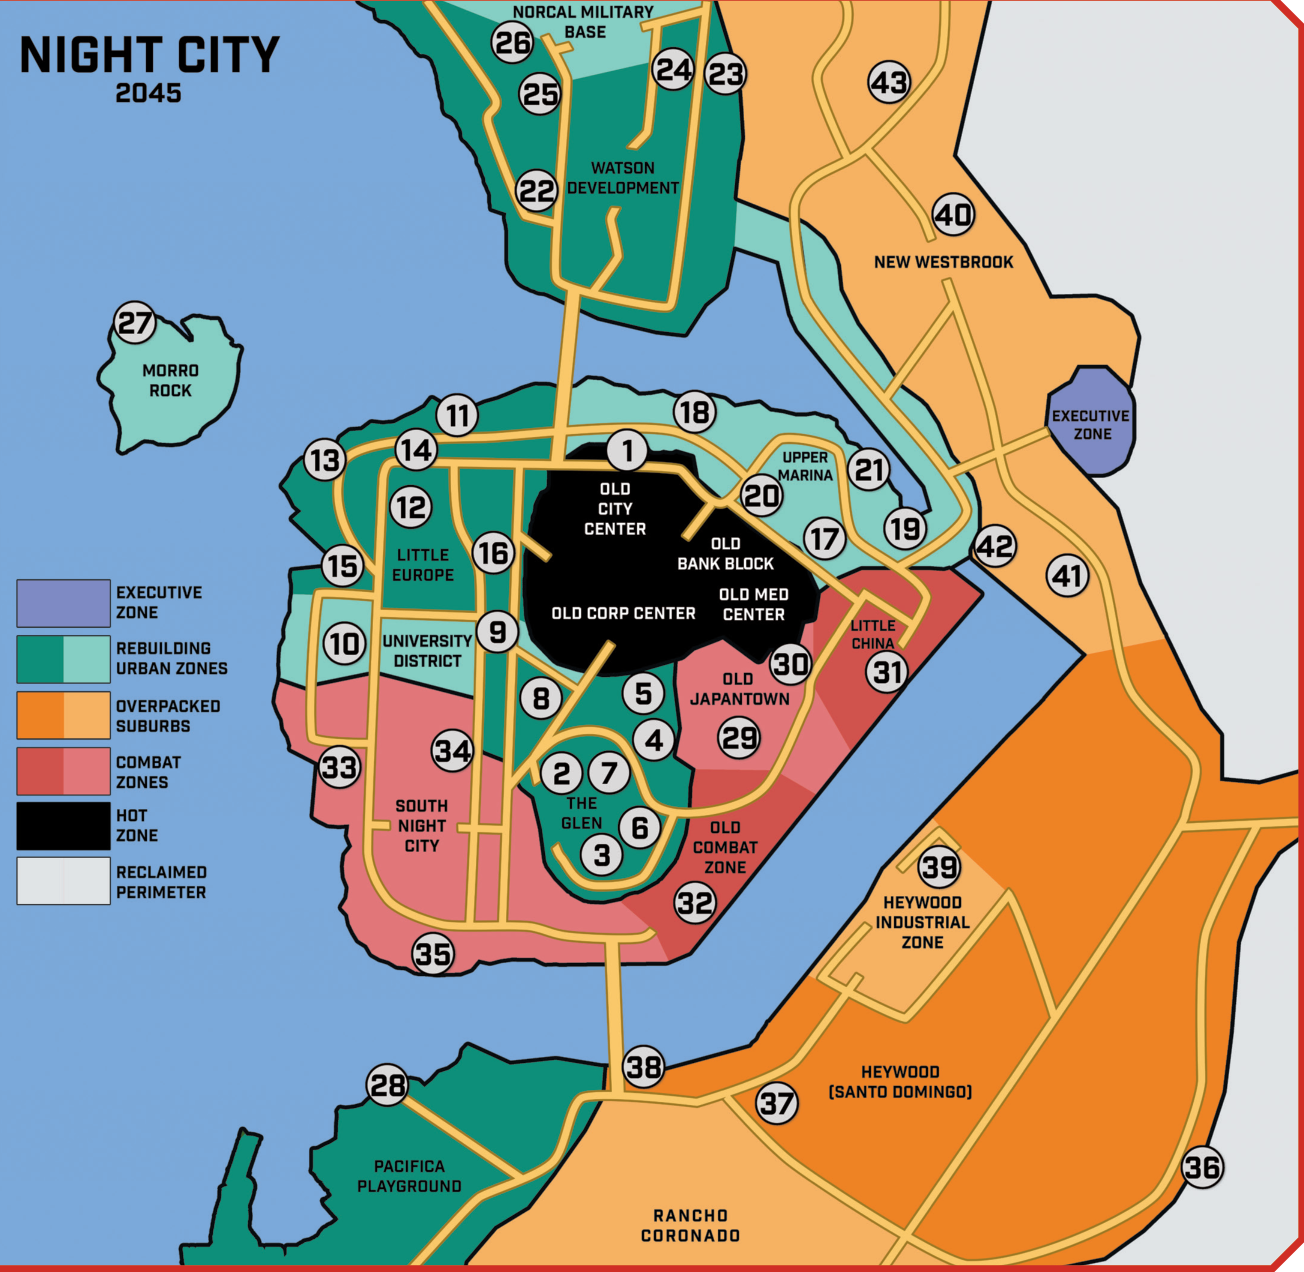 NIGHT CITY
2045
NORCAL MILITARY
BASE
26
25
24
23
22
WATSON
DEVELOPMENT
43
40
NEW WESTBROOK
27
MORRO
ROCK
EXECUTIVE
ZONE
11
18
13
14
1
12
OLD
CITY
CENTER
UPPER
MARINA
21
20
19
17
16
15
LITTLE
EUROPE
OLD
BANK BLOCK
OLD MED
CENTER
OLD CORP CENTER
42
41
10
UNIVERSITY
DISTRICT
9
LITTLE
CHINA
31
30
OLD
JAPANTOWN
29
8
5
4
2
7
THE
GLEN
6
3
33
34
SOUTH
NIGHT
CITY
OLD
COMBAT
ZONE
32
35
39
HEYWOOD
INDUSTRIAL
ZONE
38
37
HEYWOOD
(SANTO DOMINGO)
36
28
PACIFICA
PLAYGROUND
RANCHO
CORONADO
EXECUTIVE
ZONE
REBUILDING
URBAN ZONES
OVERPACKED
SUBURBS
COMBAT
ZONES
HOT
ZONE
RECLAIMED
PERIMETER